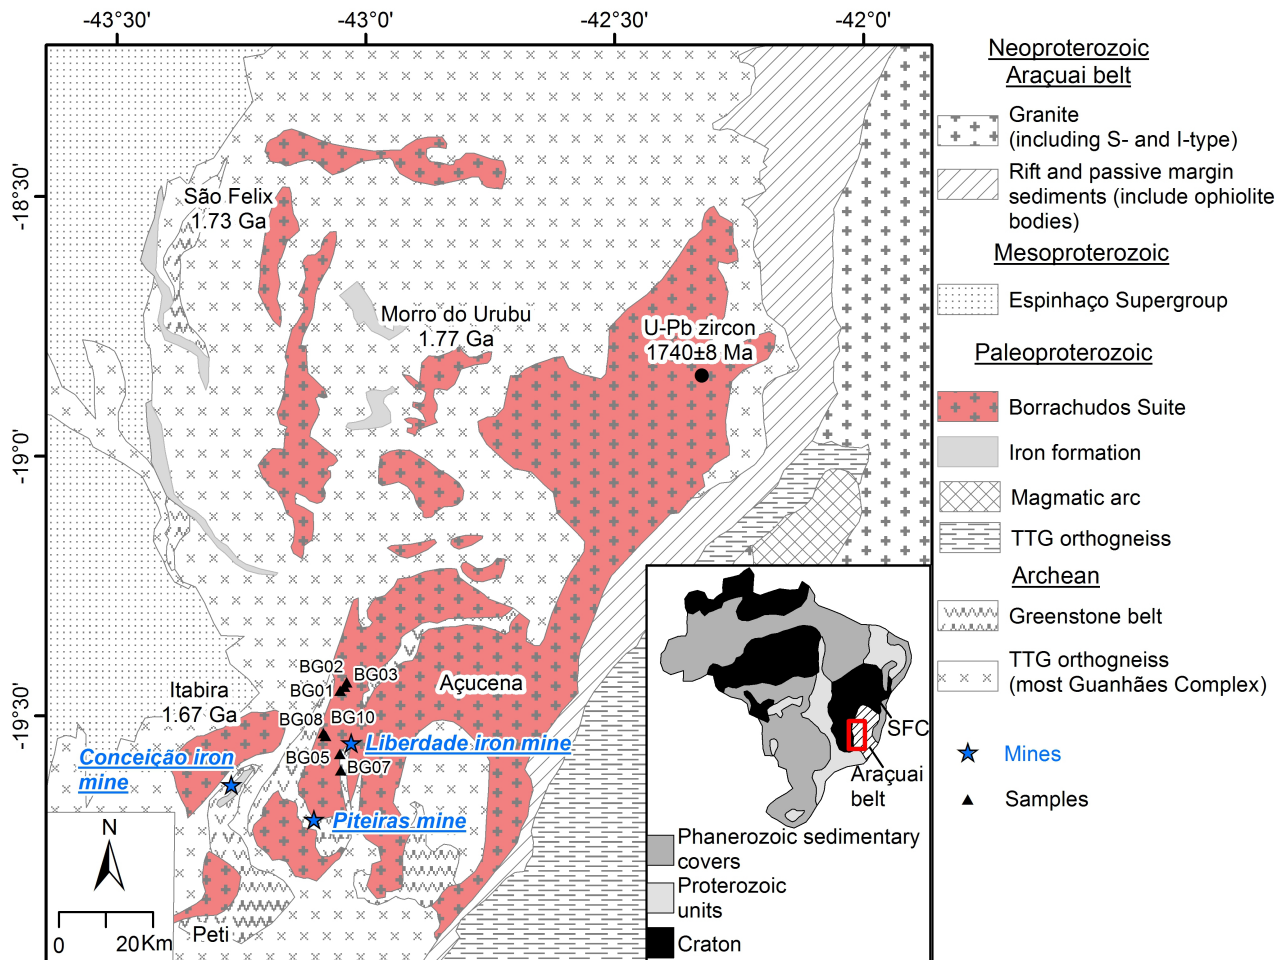 -43°30'
-43°0'
-42°30'
-42°0'
-18°30'
-19°0'
-19°30'
São Felix
1.73 Ga
Morro do Urubu
1.77 Ga
U-Pb zircon
1740±8 Ma
Açucena
BG02
BG03
BG01
BG08
BG10
BG05
BG07
Itabira
1.67 Ga
Liberdade iron mine
Conceição iron
mine
Piteiras mine
Peti
N
0
20Km
SFC
Araçuai
belt
Phanerozoic sedimentary
covers
Proterozoic
units
Craton
Neoproterozoic
Araçuai belt
Granite
(including S- and I-type)
Rift and passive margin
sediments (include ophiolite
bodies)
Mesoproterozoic
Espinhaço Supergroup
Paleoproterozoic
Borrachudos Suite
Iron formation
Magmatic arc
TTG orthogneiss
Archean
Greenstone belt
TTG orthogneiss
(most Guanhães Complex)
Mines
Samples